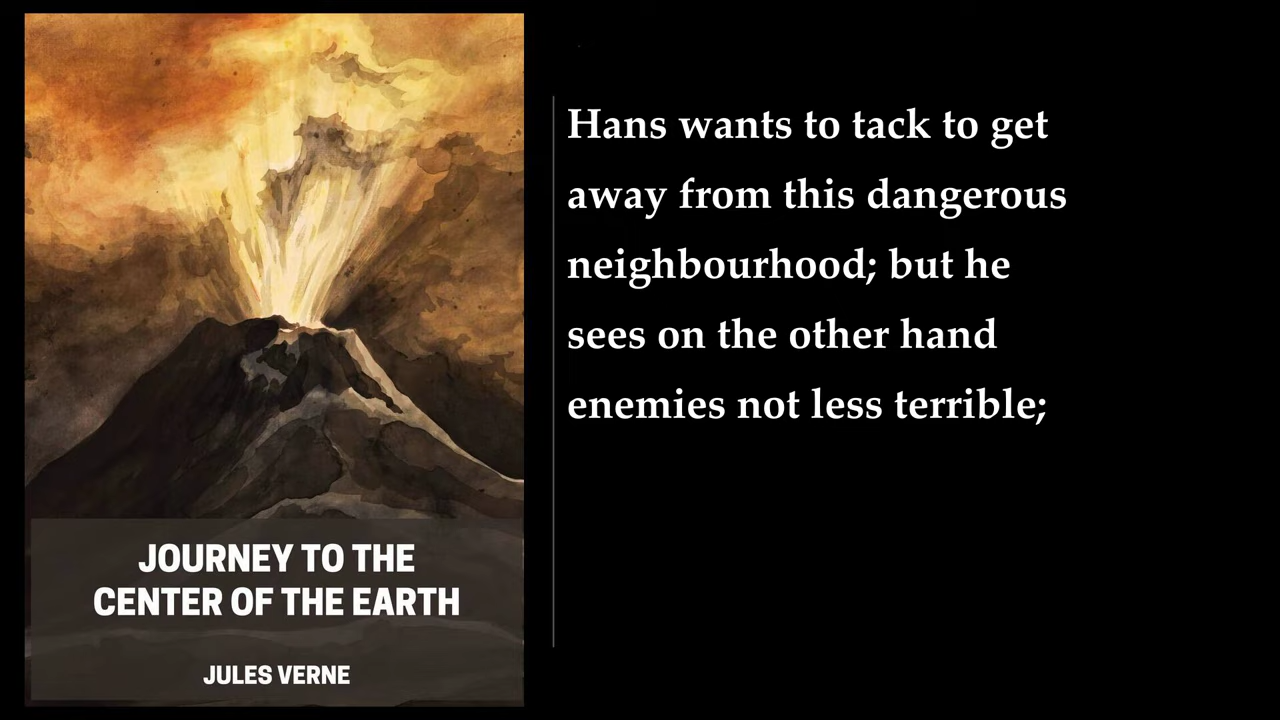 Hans wants to tack to get
away from this dangerous
neighbourhood; but he
sees on the other hand
enemies not less terrible;
JOURNEY TO THE
CENTER OF THE EARTH
JULES VERNE